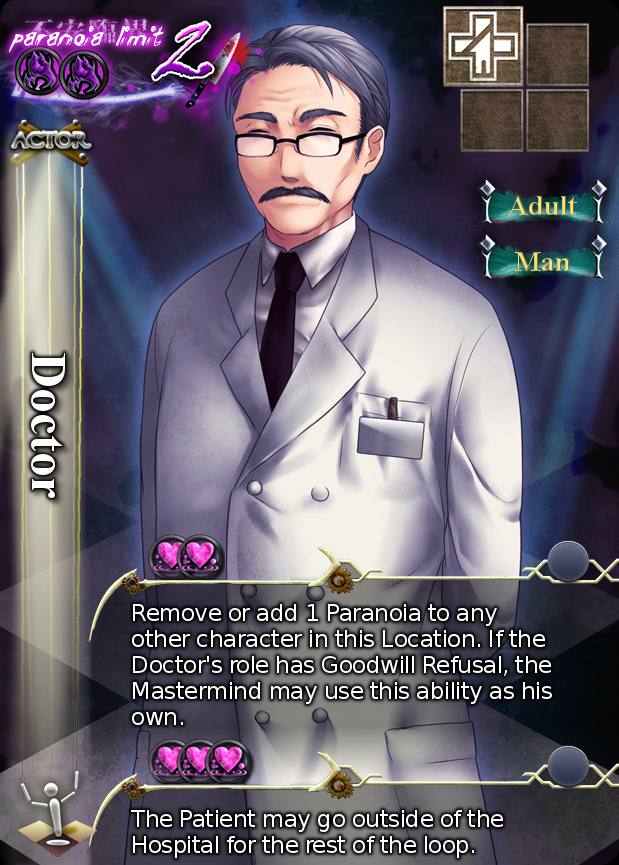 paranoia limit
2
ACTOR
Adult
Man
Doctor
Remove or add 1 Paranoia to any
other character in this Location. If the
Doctor's role has Goodwill Refusal, the
Mastermind may use this ability as his
own.
The Patient may go outside of the
Hospital for the rest of the loop.